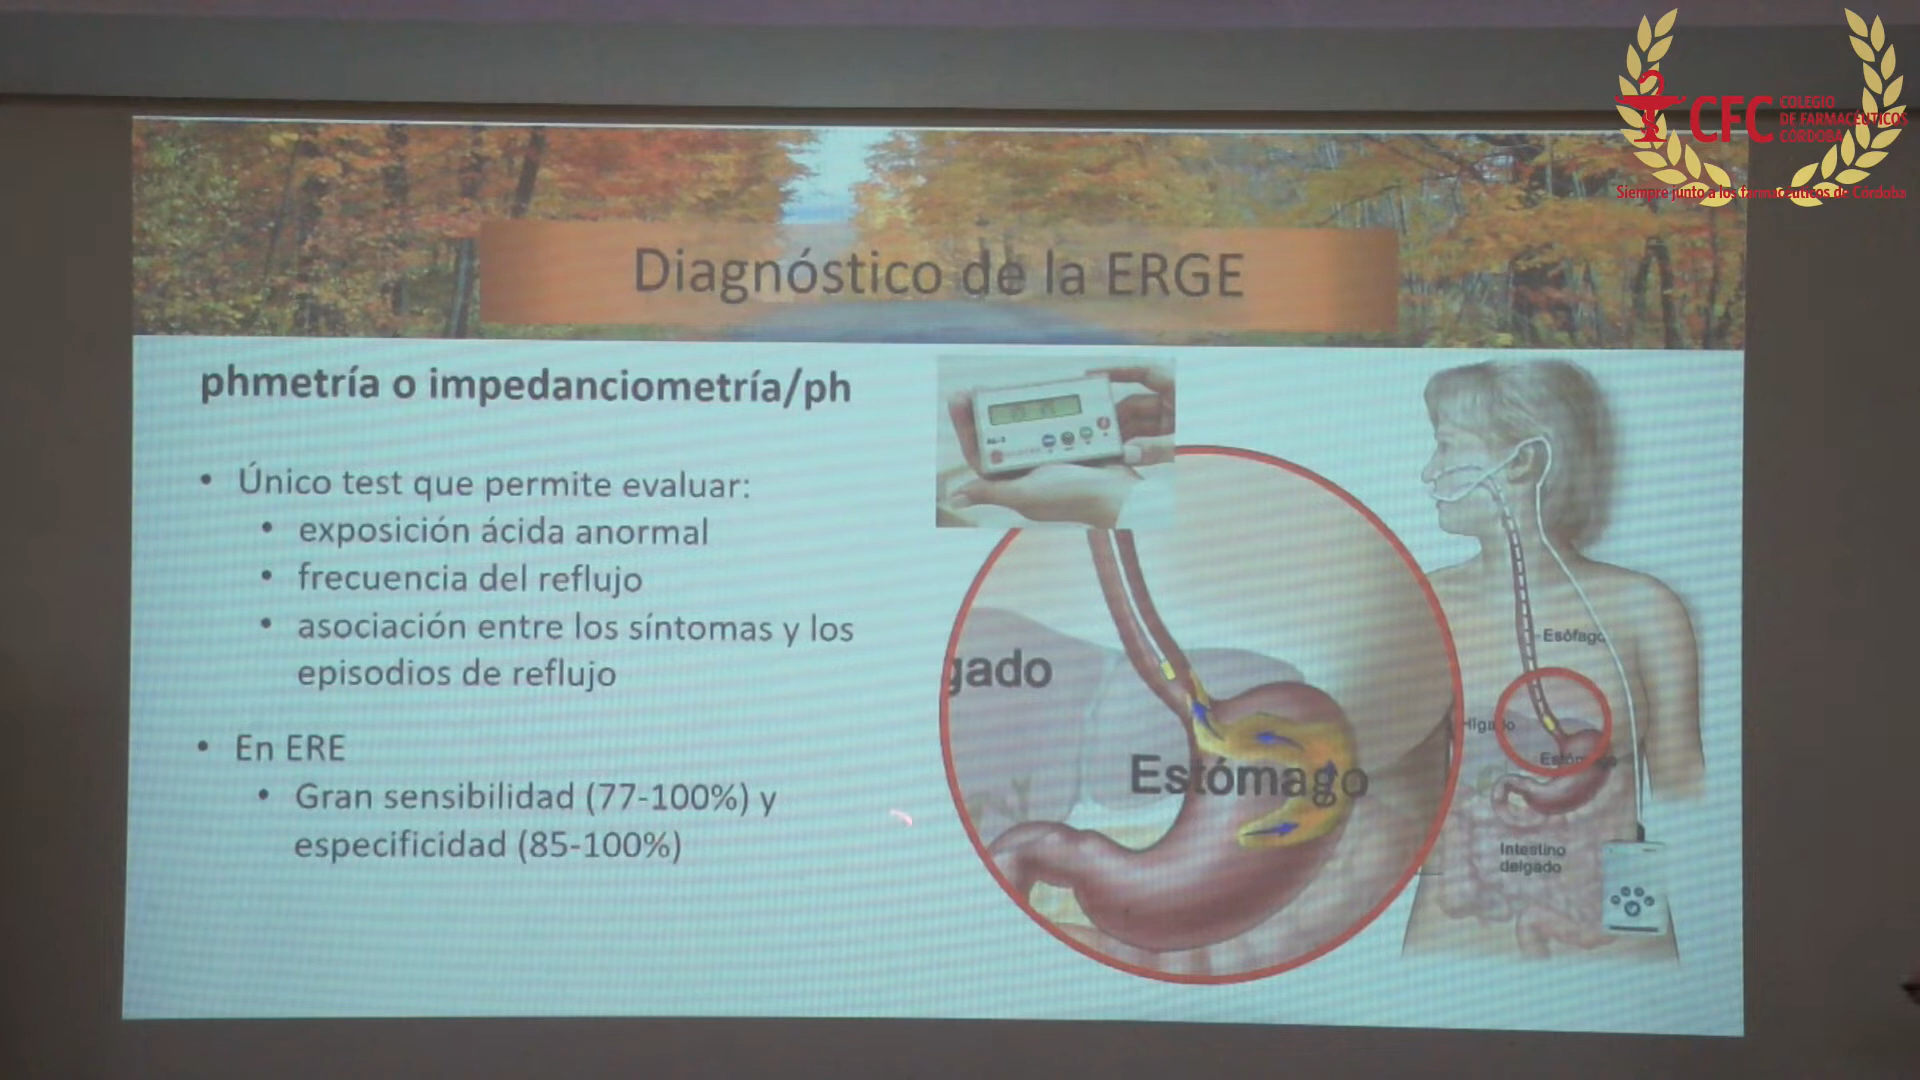 CFC
COLEGIO
DE FARMACÉUTICOS
CÓRDOBA
Siempre junto a los farmacéuticos de Córdoba
Diagnóstico de la ERGE
phmetría o impedanciometría/ph
• Único test que permite evaluar:
• exposición ácida anormal
• frecuencia del reflujo
• asociación entre los síntomas y los
episodios de reflujo
• En ERE
• Gran sensibilidad (77-100%) y
especificidad (85-100%)
gado
Estómago
Esófago
Hígado
Intestino
delgado